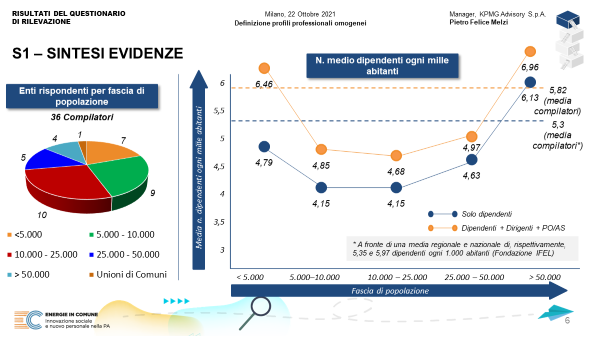 RISULTATI DEL QUESTIONARIO
DI RILEVAZIONE
Milano, 22 Ottobre 2021
Definizione profili professionali omogenei
Manager, KPMG Advisory S.p.A.
Pietro Felice Melzi
S1 – SINTESI EVIDENZE
Enti rispondenti per fascia di
popolazione
36 Compilatori
1
4
7
5
9
10
<5.000
5.000 - 10.000
10.000 - 25.000
25.000 - 50.000
> 50.000
Unioni di Comuni
N. medio dipendenti ogni mille
abitanti
Media n. dipendenti ogni mille abitanti
6
5,5
5
4,5
4
3,5
3
6,46
4,85
4,68
4,97
6,96
4,79
4,15
4,15
4,63
6,13
5,82
(media
compilatori)
5,3
(media
compilatori*)
Solo dipendenti
Dipendenti + Dirigenti + PO/AS
* A fronte di una media regionale e nazionale di, rispettivamente,
5,35 e 5,97 dipendenti ogni 1.000 abitanti (Fondazione IFEL)
< 5.000
5.000–10.000
10.000 – 25.000
25.000 – 50.000
> 50.000
Fascia di popolazione
ENERGIE IN COMUNE
Innovazione sociale
e nuovo personale nella PA
6